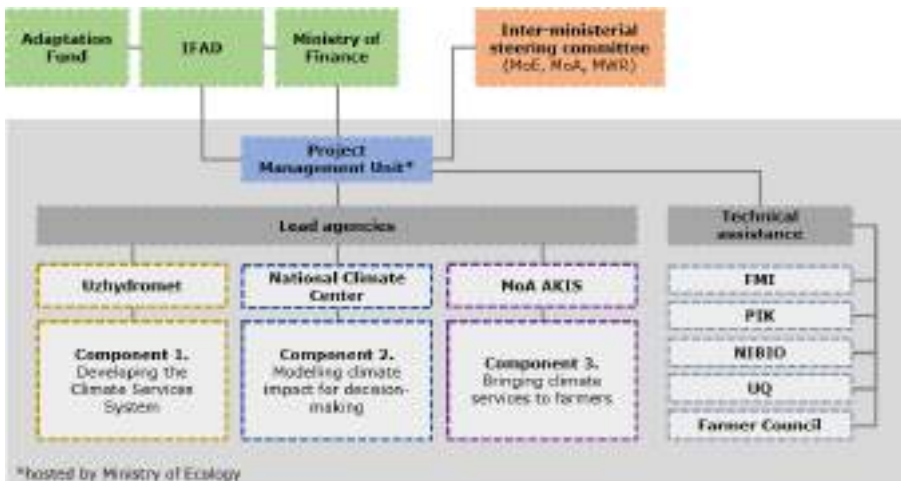 Adaptation
Fund
IFAD
Ministry of
Finance
Inter-ministerial
steering committee
(MoE, MoA, MWR)
Project
Management Unit*
Lead agencies
Technical
assistance
Uzhydromet
National Climate
Center
MoA AKIS
FMI
PIK
NIBIO
UQ
Farmer Council
Component 1.
Developing the
Climate Services
System
Component 2.
Modelling climate
impact for decision-
making
Component 3.
Bringing climate
services to farmers
*hosted by Ministry of Ecology